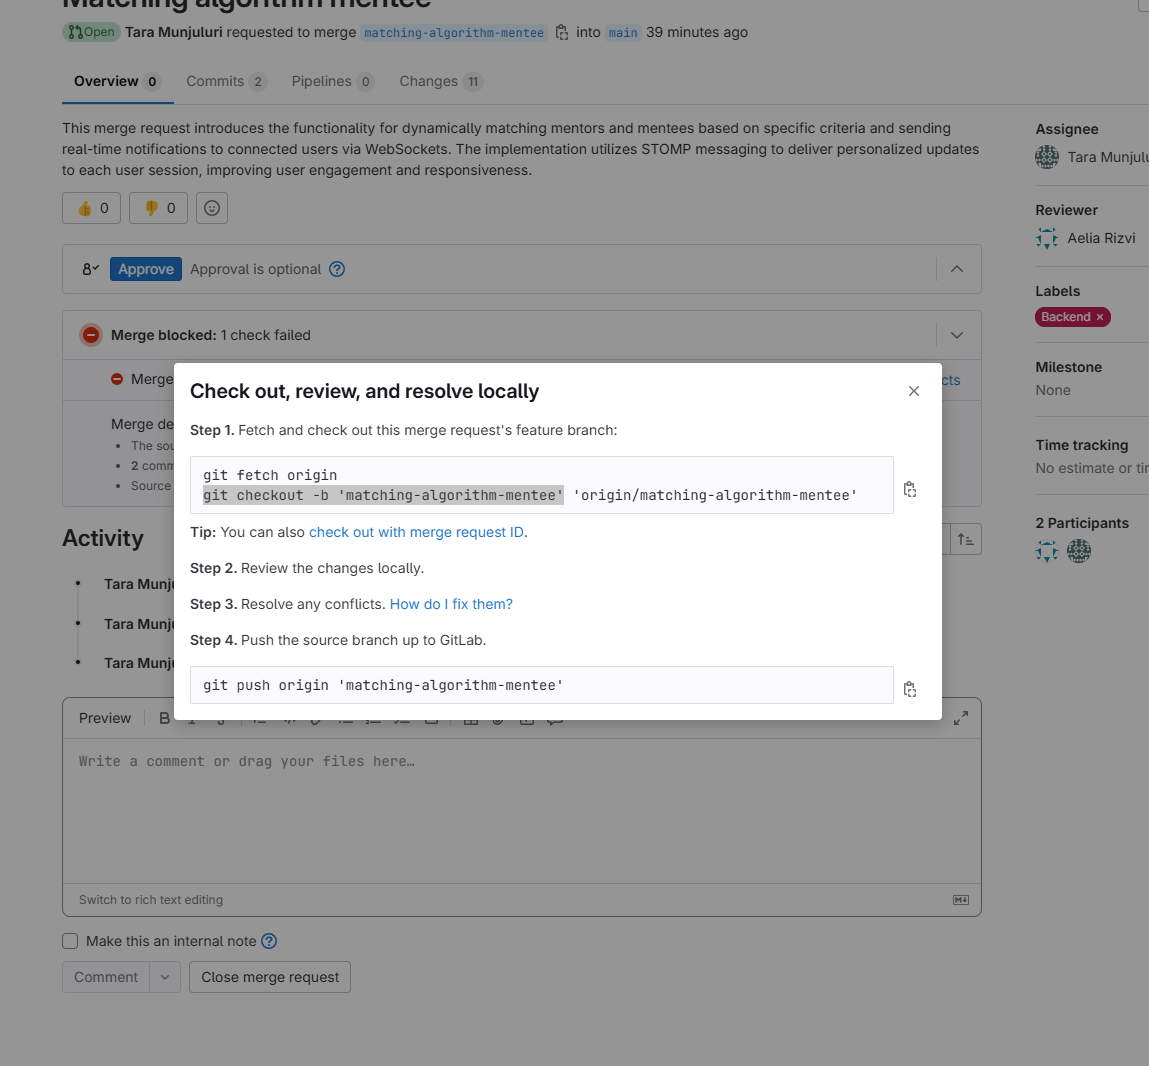 Matching algorithm mentee
Open Tara Munjuluri requested to merge matching-algorithm-mentee into main 39 minutes ago
Overview 0 Commits 2 Pipelines 0 Changes 11
This merge request introduces the functionality for dynamically matching mentors and mentees based on specific criteria and sending
real-time notifications to connected users via WebSockets. The implementation utilizes STOMP messaging to deliver personalized updates
to each user session, improving user engagement and responsiveness.
0 0
Approve Approval is optional
Merge blocked: 1 check failed
Merge
cts
Merge de
The sou
2 comm
Source
Check out, review, and resolve locally
Step 1. Fetch and check out this merge request's feature branch:
git fetch origin
git checkout -b 'matching-algorithm-mentee' 'origin/matching-algorithm-mentee'
Tip: You can also check out with merge request ID.
Step 2. Review the changes locally.
Step 3. Resolve any conflicts. How do I fix them?
Step 4. Push the source branch up to GitLab.
git push origin 'matching-algorithm-mentee'
Activity
Tara Munju
Tara Munju
Tara Munju
Preview B
Write a comment or drag your files here…
Switch to rich text editing
Make this an internal note
Comment Close merge request
Assignee
Tara Munjulu
Reviewer
Aelia Rizvi
Labels
Backend ×
Milestone
None
Time tracking
No estimate or tim
2 Participants